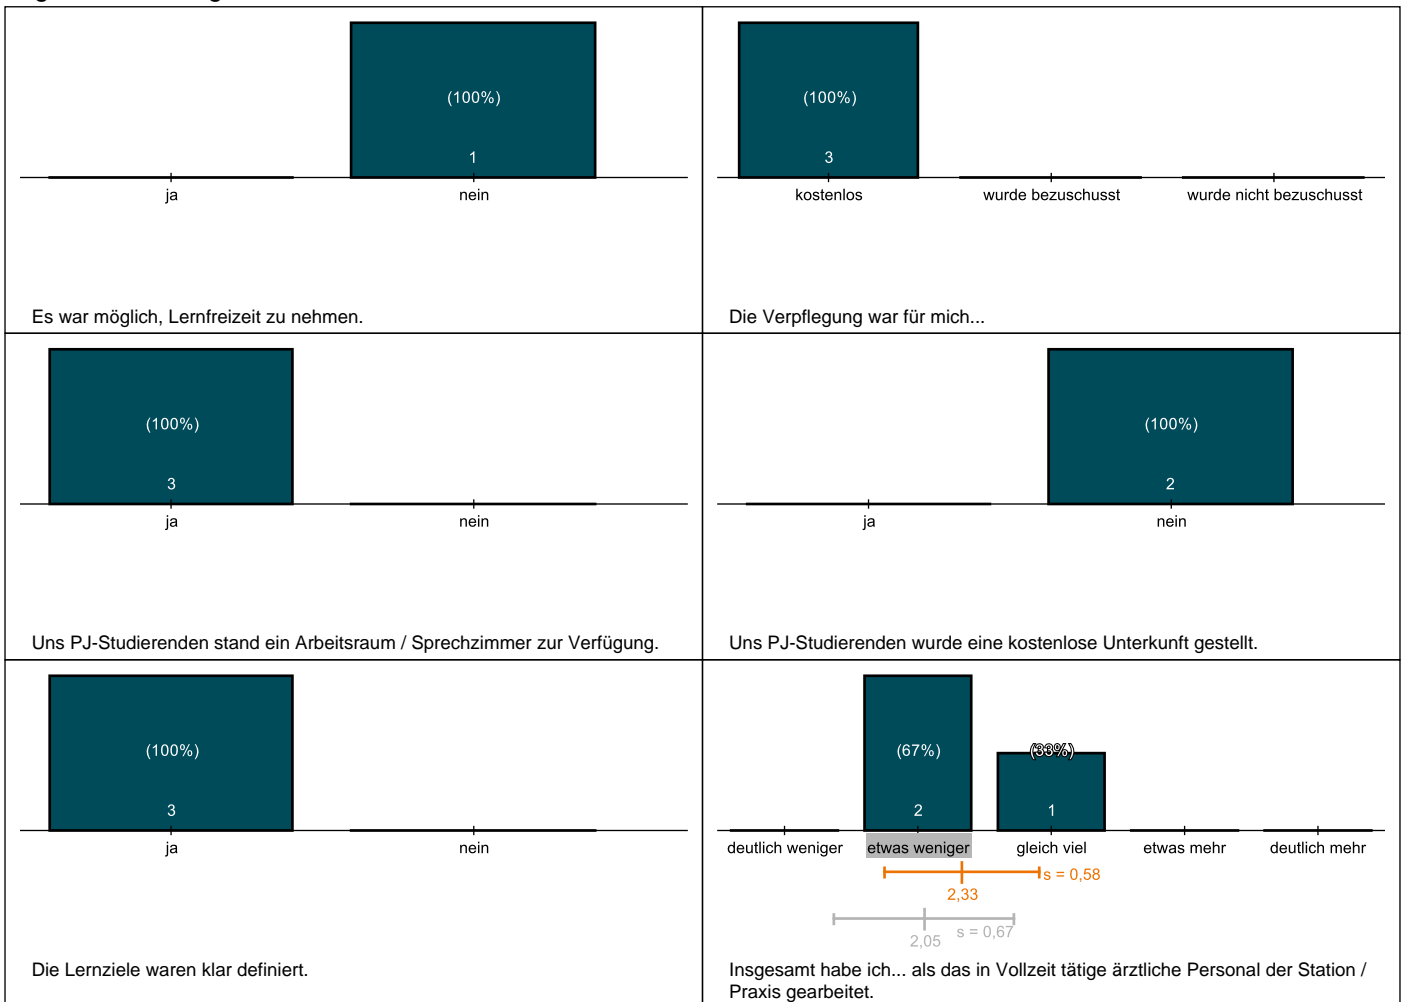 (100%)
1
ja
nein
Es war möglich, Lernfreizeit zu nehmen.
(100%)
3
kostenlos
wurde bezuschusst
wurde nicht bezuschusst
Die Verpflegung war für mich...
(100%)
3
ja
nein
Uns PJ-Studierenden stand ein Arbeitsraum / Sprechzimmer zur Verfügung.
(100%)
2
ja
nein
Uns PJ-Studierenden wurde eine kostenlose Unterkunft gestellt.
(100%)
3
ja
nein
Die Lernziele waren klar definiert.
(67%)
(33%)
2
1
deutlich weniger
etwas weniger
gleich viel
etwas mehr
deutlich mehr
s = 0,58
2,33
s = 0,67
2,05
Insgesamt habe ich... als das in Vollzeit tätige ärztliche Personal der Station /
Praxis gearbeitet.